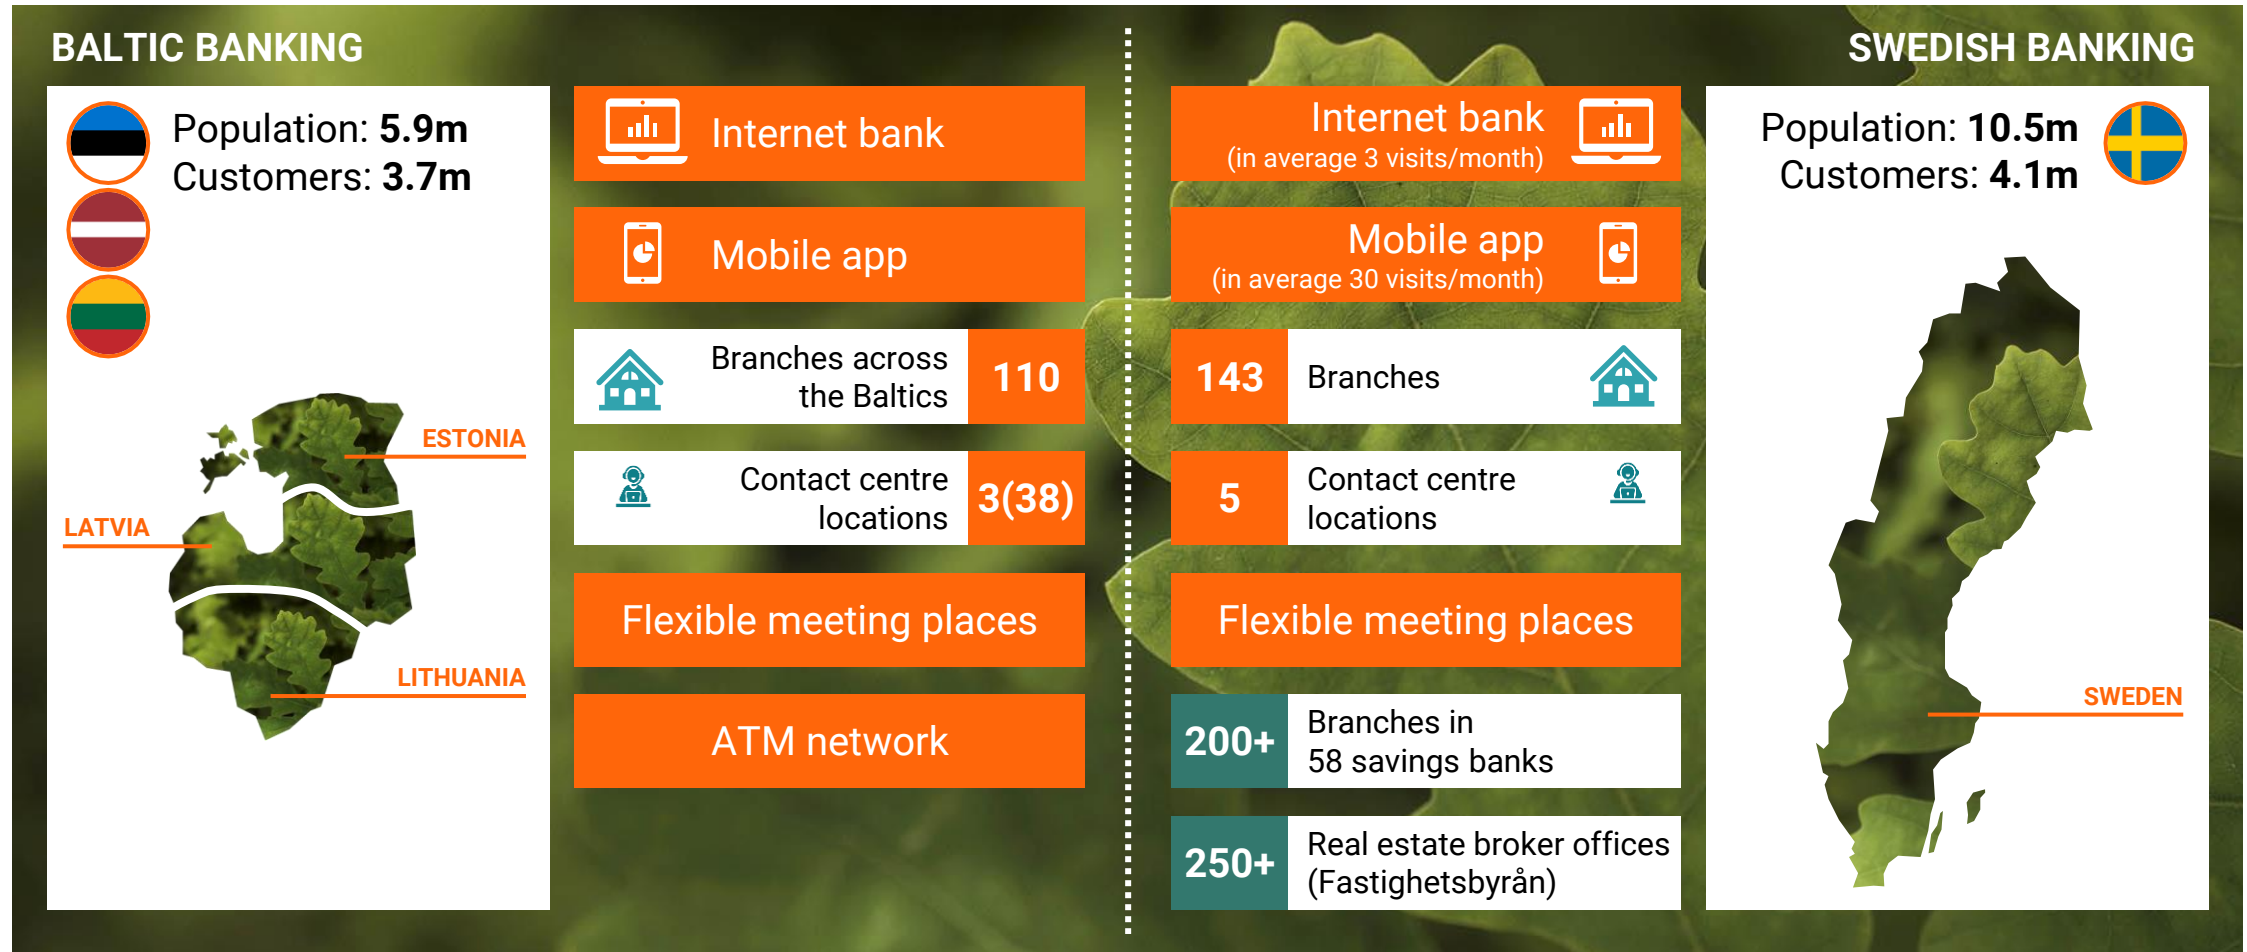 BALTIC BANKING
Population: 5.9m
Customers: 3.7m
ESTONIA
LATVIA
LITHUANIA
Internet bank
Mobile app
Branches across
the Baltics
110
Contact centre
locations
3(38)
Flexible meeting places
ATM network
SWEDISH BANKING
Internet bank
(in average 3 visits/month)
Mobile app
(in average 30 visits/month)
143
Branches
5
Contact centre
locations
Flexible meeting places
200+
Branches in
58 savings banks
250+
Real estate broker offices
(Fastighetsbyrån)
Population: 10.5m
Customers: 4.1m
SWEDEN